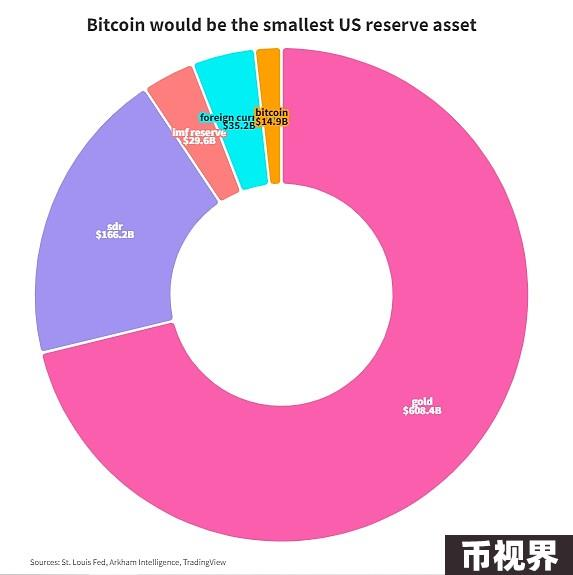 Bitcoin would be the smallest US reserve asset
bitcoin
$14.9B
foreign curr
$35.2B
imf reserve
$29.6B
sdr
$166.2B
gold
$608.4B
Sources: St. Louis Fed, Arkham Intelligence, TradingView
币视界